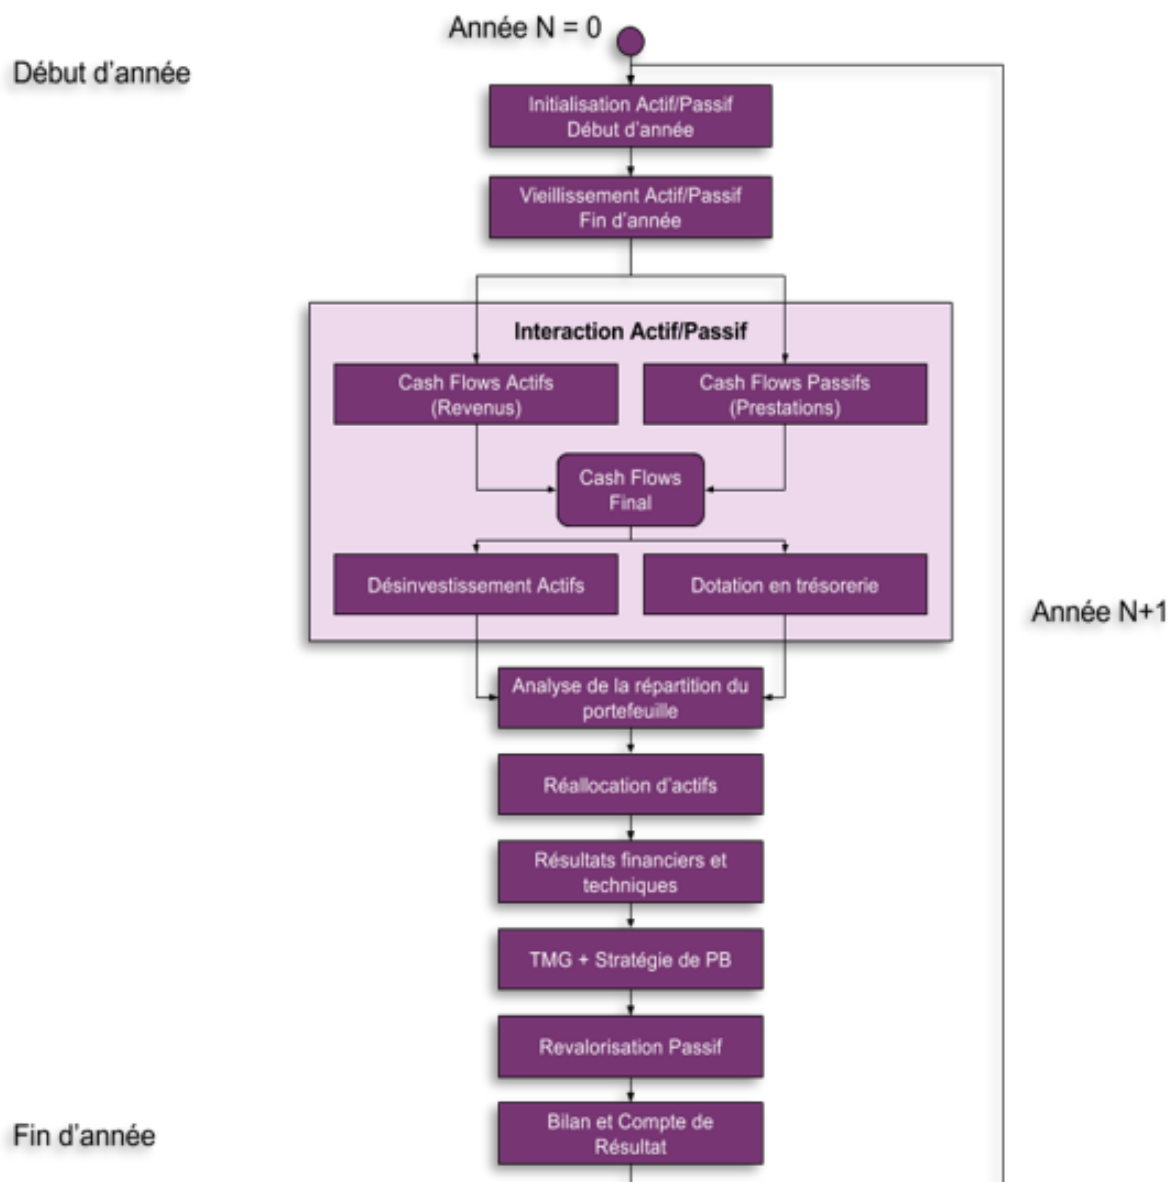 Année N = 0
Début d'année
Initialisation Actif/Passif
Début d'année
Vieillissement Actif/Passif
Fin d'année
Interaction Actif/Passif
Cash Flows Actifs
(Revenus)
Cash Flows Passifs
(Prestations)
Cash Flows
Final
Désinvestissement Actifs
Dotation en trésorerie
Année N+1
Analyse de la répartition du
portefeuille
Réallocation d'actifs
Résultats financiers et
techniques
TMG + Stratégie de PB
Revalorisation Passif
Bilan et Compte de
Résultat
Fin d'année